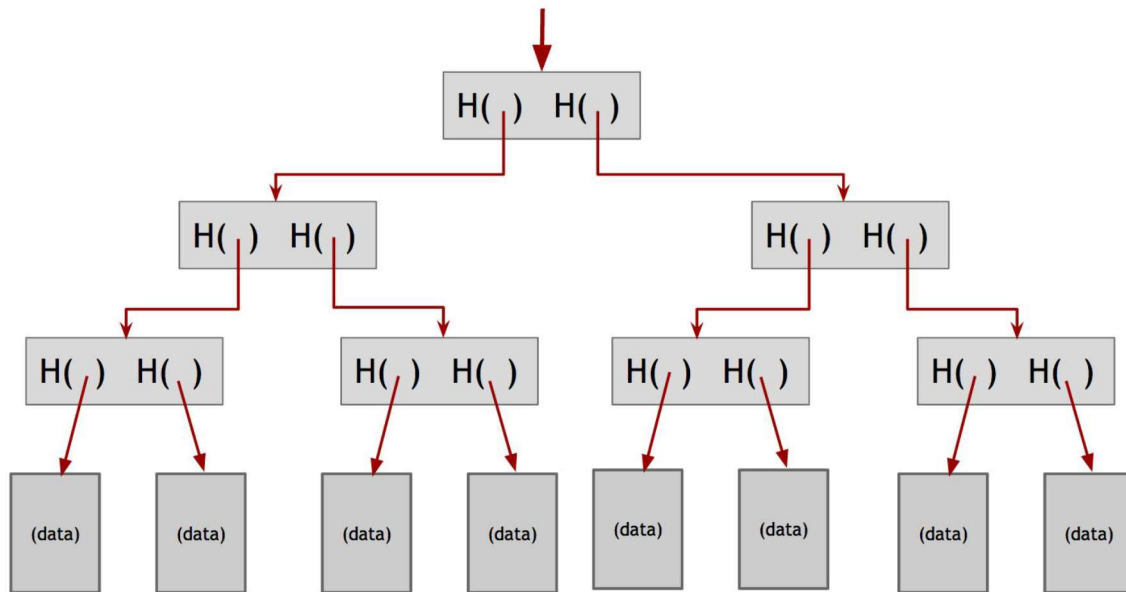 H( ) H( )
H( ) H( ) H( ) H( )
H( ) H( ) H( ) H( ) H( ) H( ) H( ) H( )
(data) (data) (data) (data) (data) (data) (data) (data)